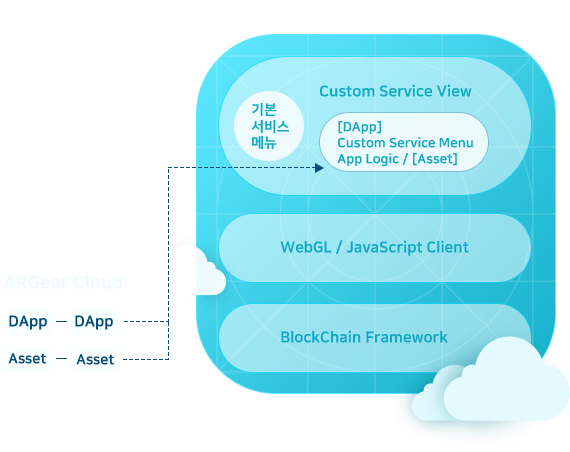 Custom Service View
기본
서비스
메뉴
[DApp]
Custom Service Menu
App Logic / [Asset]
WebGL / JavaScript Client
ARGear Cloud
DApp — DApp
BlockChain Framework
Asset — Asset